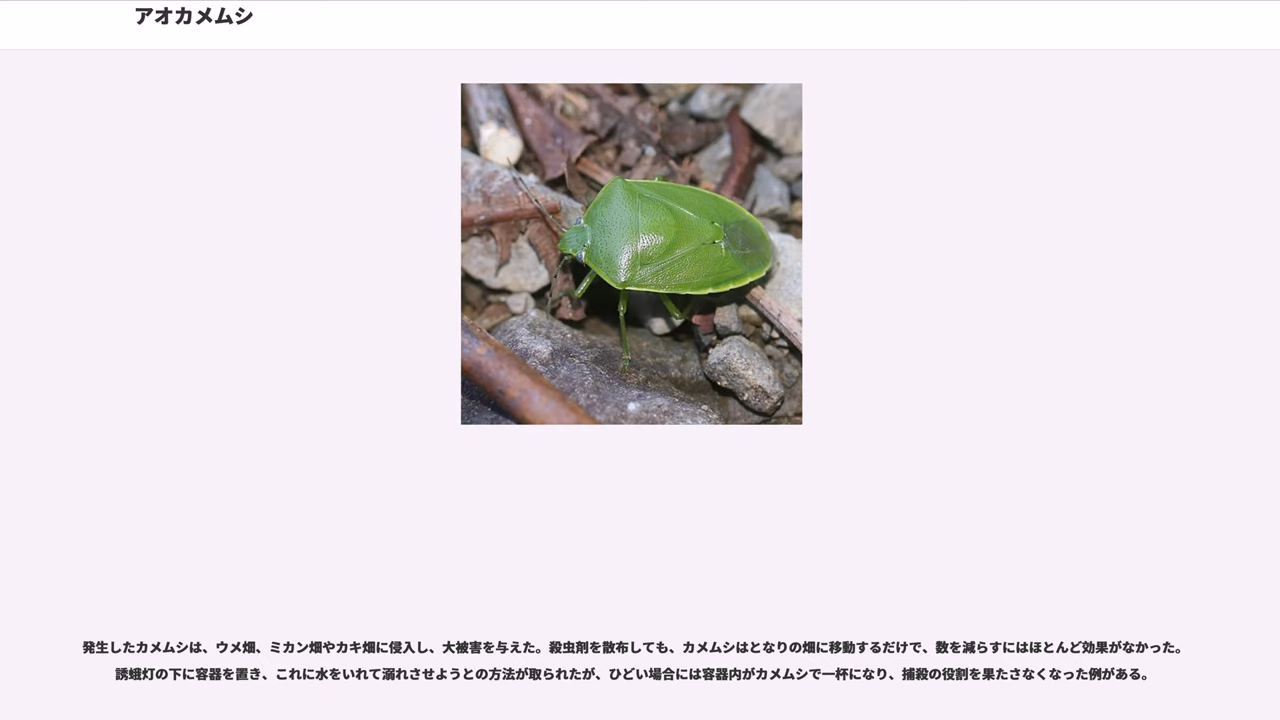 アオカメムシ
発生したカメムシは、ウメ畑、ミカン畑やカキ畑に侵入し、大被害を与えた。殺虫剤を散布しても、カメムシはとなりの畑に移動するだけで、数を減らすにはほとんど効果がなかった。
誘蛾灯の下に容器を置き、これに水をいれて溺れさせようとの方法が取られたが、ひどい場合には容器内がカメムシで一杯になり、捕殺の役割を果たさなくなった例がある。